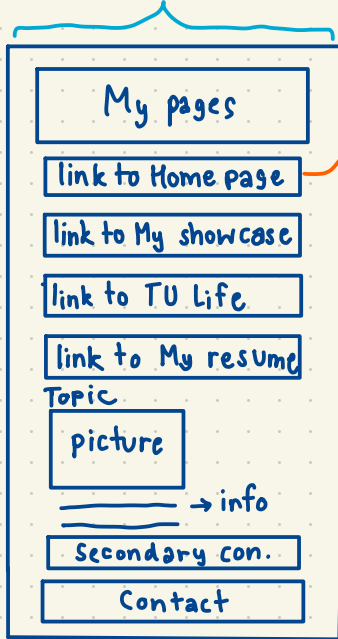 My pages
link to Home page
link to My showcase
link to TU Life
link to My resume
Topic
picture
→ info
Secondary con.
Contact